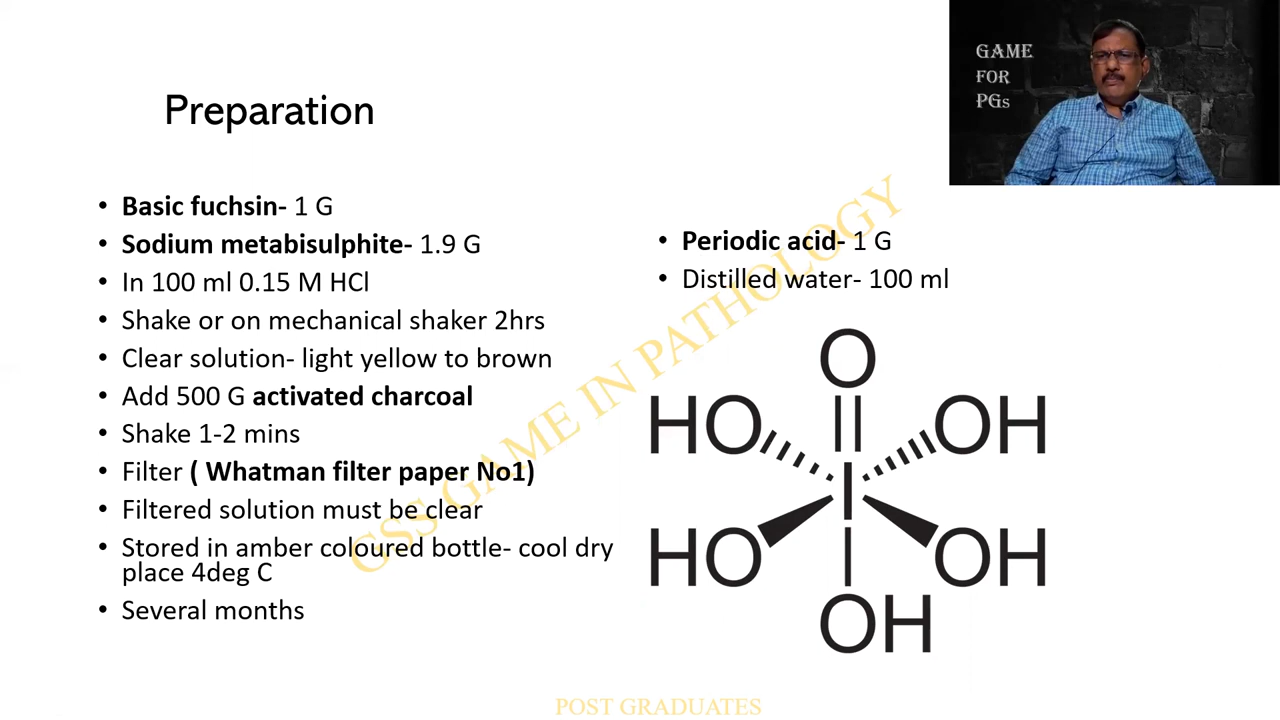 GAME
FOR
PGs
Preparation
• Basic fuchsin- 1 G
• Sodium metabisulphite- 1.9 G
• In 100 ml 0.15 M HCl
• Shake or on mechanical shaker 2hrs
• Clear solution- light yellow to brown
• Add 500 G activated charcoal
• Shake 1-2 mins
• Filter ( Whatman filter paper No1)
• Filtered solution must be clear
• Stored in amber coloured bottle- cool dry
place 4deg C
• Several months
• Periodic acid- 1 G
• Distilled water- 100 ml
O
HO OH
I
HO OH
OH
GSS GAME IN PATHOLOGY
POST GRADUATES